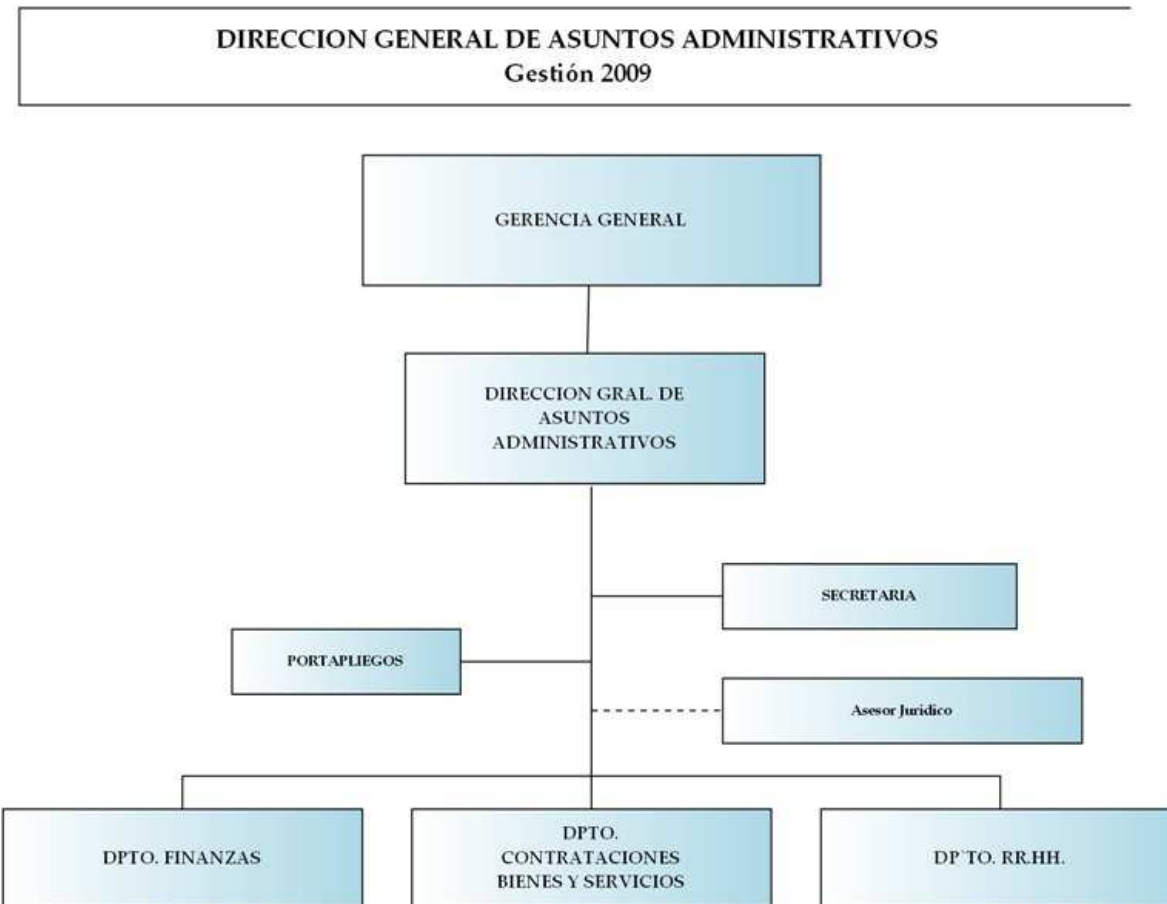 DIRECCION GENERAL DE ASUNTOS ADMINISTRATIVOS
Gestión 2009
GERENCIA GENERAL
DIRECCION GRAL. DE
ASUNTOS
ADMINISTRATIVOS
SECRETARIA
PORTAPLIEGOS
Asesor Juridico
DPTO. FINANZAS
DPTO.
CONTRATACIONES
BIENES Y SERVICIOS
DP`TO. RR.HH.